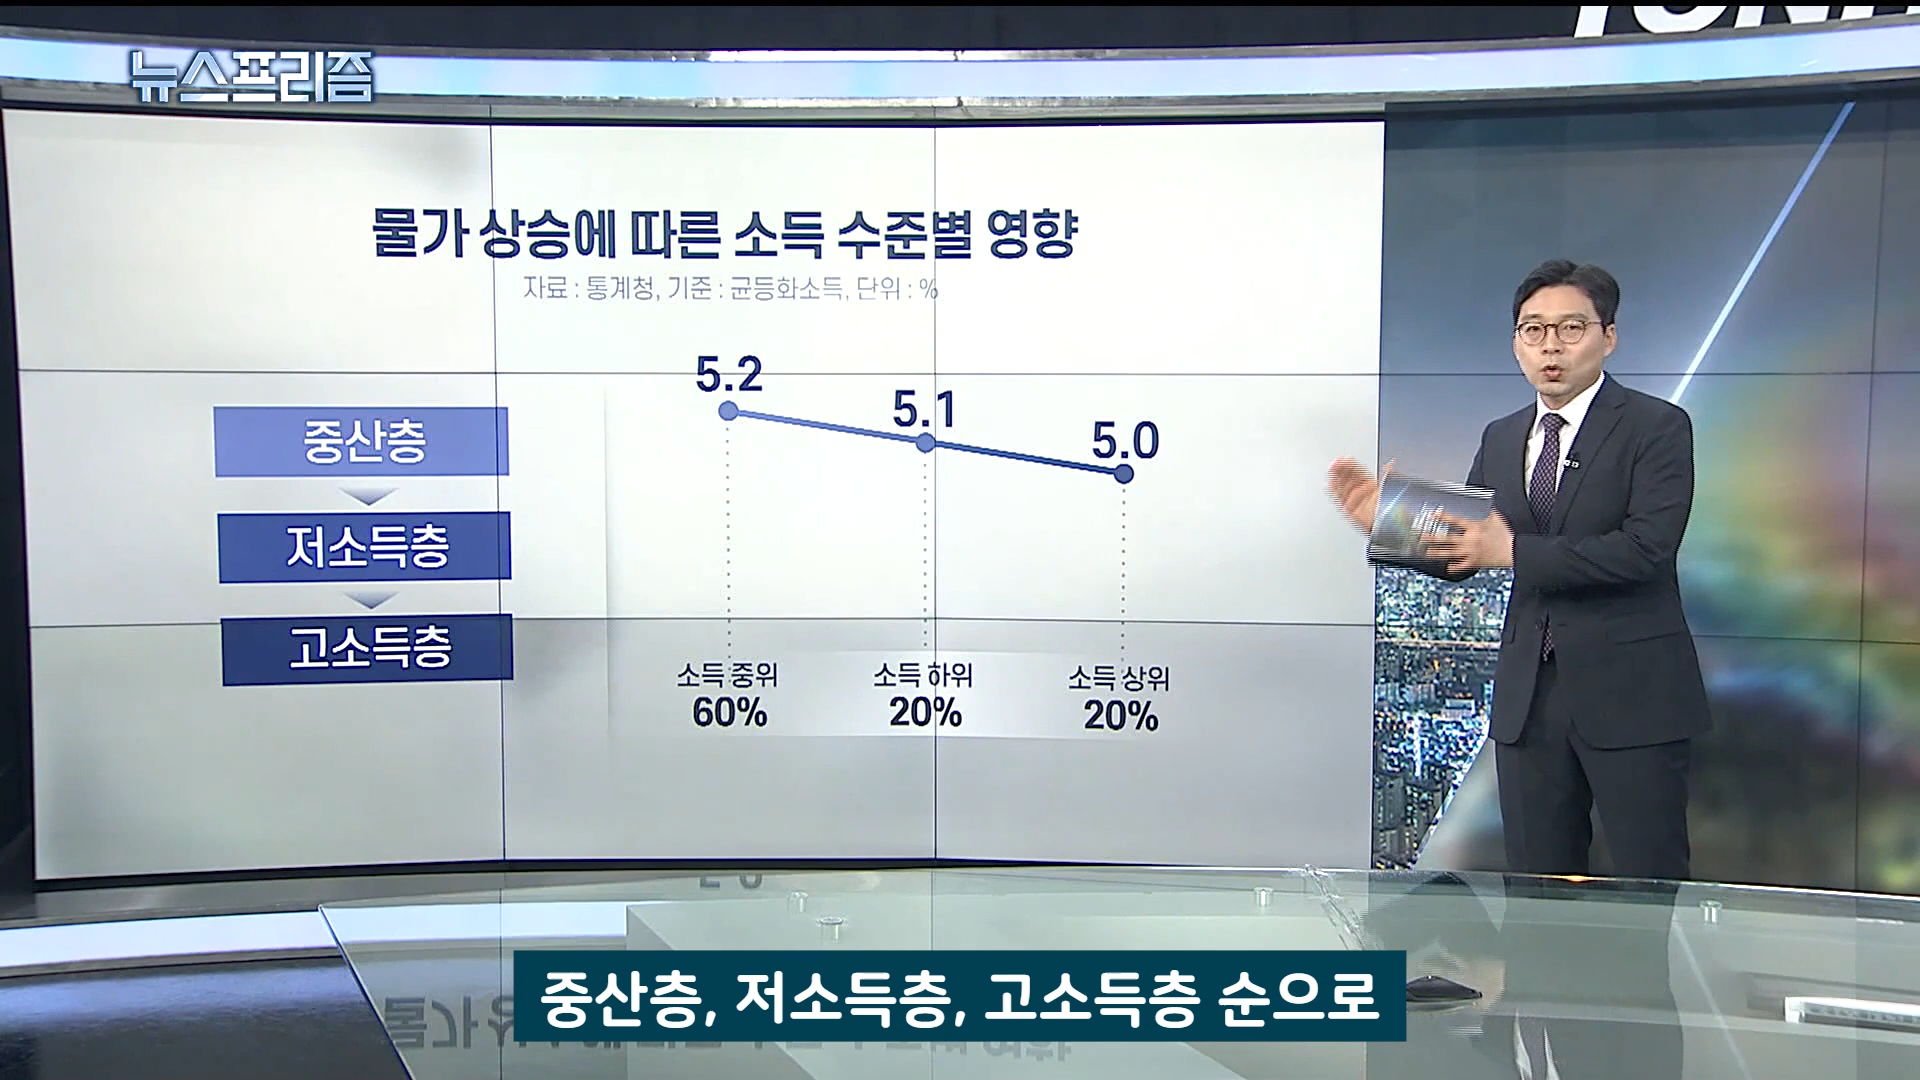 뉴스프리즘
물가 상승에 따른 소득 수준별 영향
자료 : 통계청, 기준 : 균등화소득, 단위 : %
중산층
저소득층
고소득층
5.2
5.1
5.0
소득 중위
60%
소득 하위
20%
소득 상위
20%
중산층, 저소득층, 고소득층 순으로